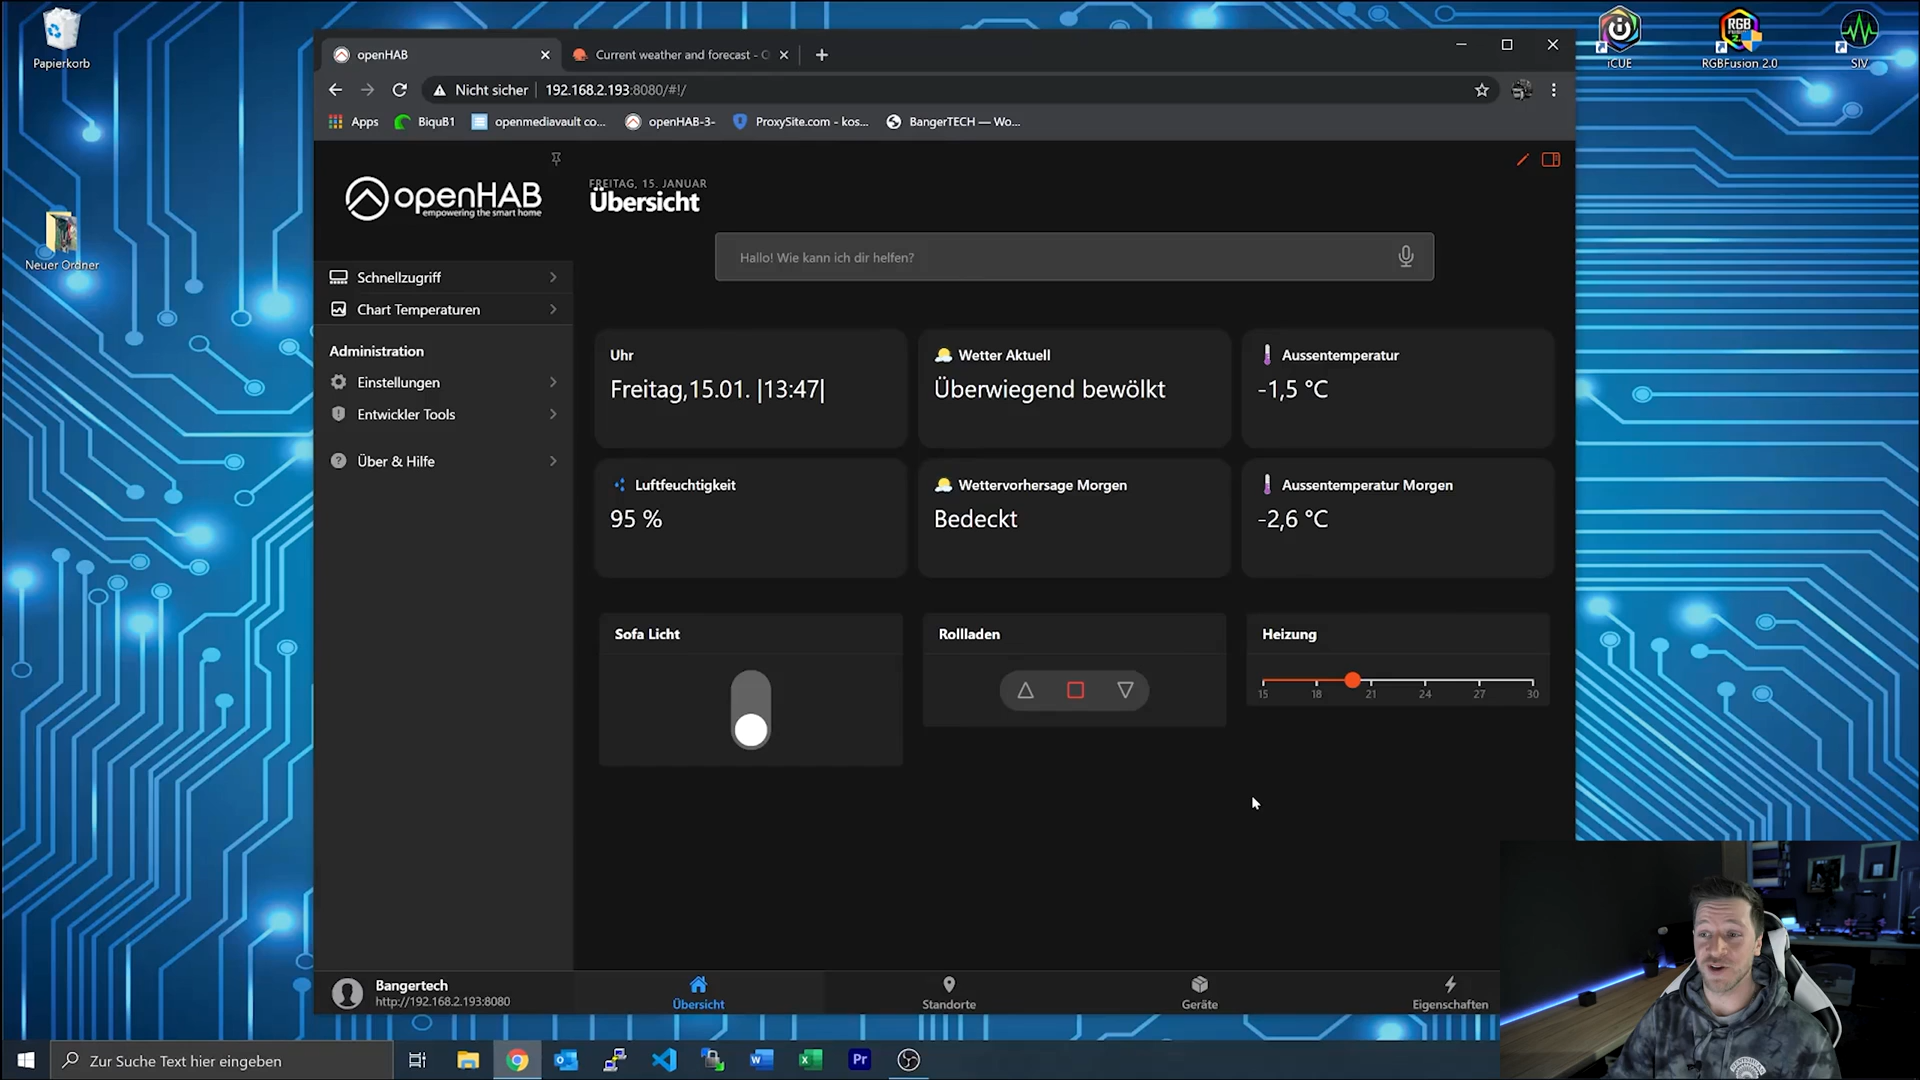 Papierkorb
Neuer Ordner
iCUE
RGBFusion 2.0
SIV
openHAB
Current weather and forecast -
Nicht sicher
192.168.2.193:8080/#!/
Apps
BiquB1
openmediavault co...
openHAB-3-
ProxySite.com - kos...
BangerTECH — Wo...
openHAB
empowering the smart home
FREITAG, 15. JANUAR
Übersicht
Hallo! Wie kann ich dir helfen?
Schnellzugriff
Chart Temperaturen
Administration
Einstellungen
Entwickler Tools
Über & Hilfe
Uhr
Freitag,15.01. |13:47|
Wetter Aktuell
Überwiegend bewölkt
Aussentemperatur
-1,5 °C
Luftfeuchtigkeit
95 %
Wettervorhersage Morgen
Bedeckt
Aussentemperatur Morgen
-2,6 °C
Sofa Licht
Rollladen
Heizung
15 18 21 24 27 30
Bangertech
http://192.168.2.193:8080
Übersicht
Standorte
Geräte
Eigenschaften
Zur Suche Text hier eingeben
Pr